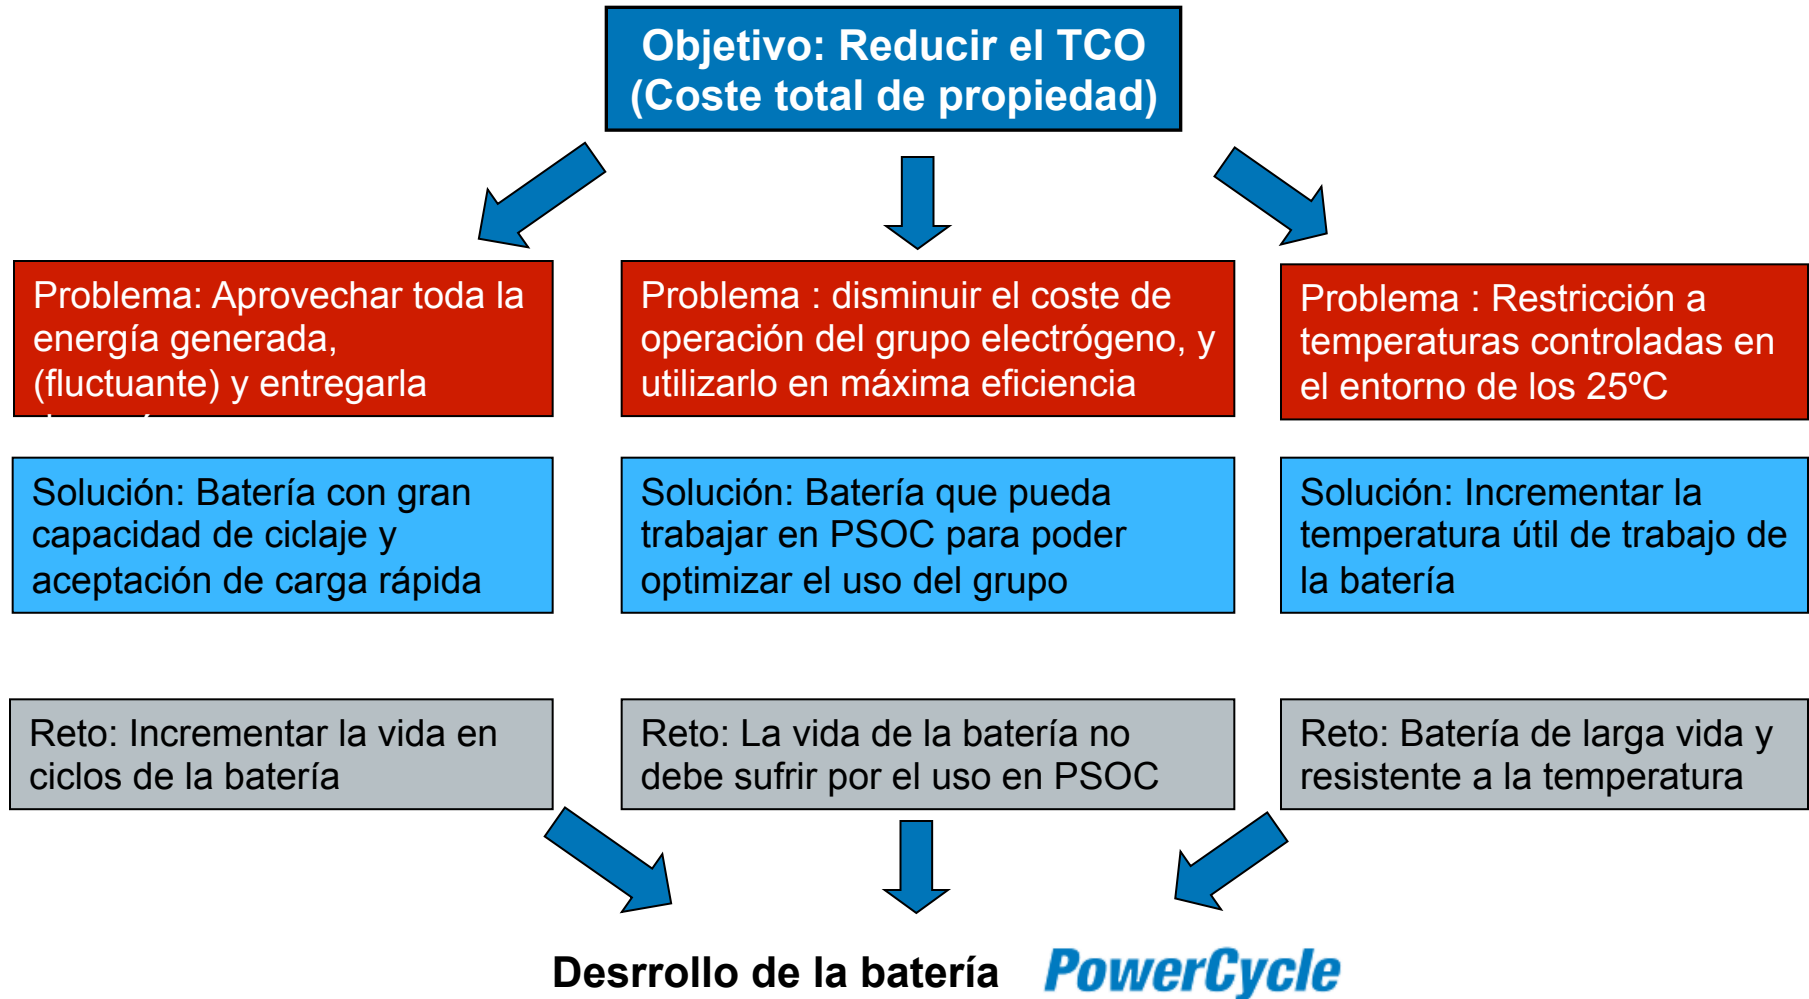 Objetivo: Reducir el TCO
(Coste total de propiedad)
Problema: Aprovechar toda la
energía generada,
(fluctuante) y entregarla
Problema : disminuir el coste de
operación del grupo electrógeno, y
utilizarlo en máxima eficiencia
Problema : Restricción a
temperaturas controladas en
el entorno de los 25ºC
Solución: Batería con gran
capacidad de ciclaje y
aceptación de carga rápida
Solución: Batería que pueda
trabajar en PSOC para poder
optimizar el uso del grupo
Solución: Incrementar la
temperatura útil de trabajo de
la batería
Reto: Incrementar la vida en
ciclos de la batería
Reto: La vida de la batería no
debe sufrir por el uso en PSOC
Reto: Batería de larga vida y
resistente a la temperatura
Desrrollo de la batería PowerCycle